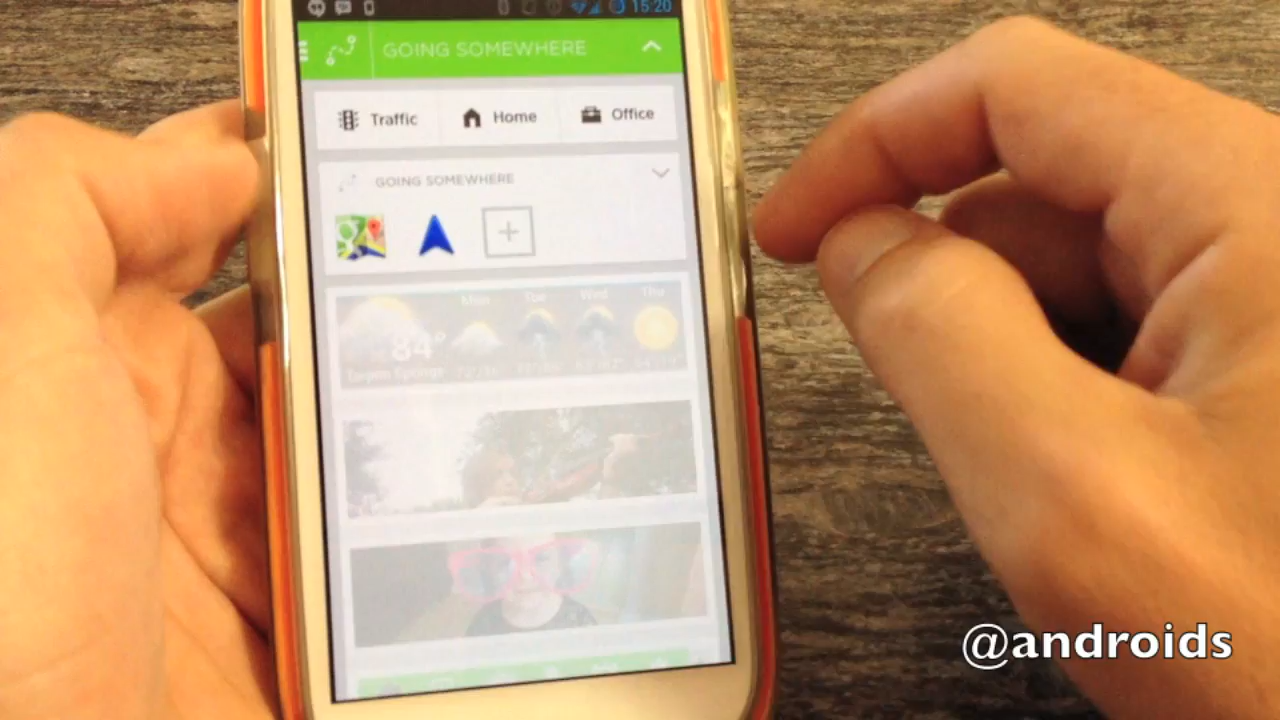 15:20
GOING SOMEWHERE
Traffic Home Office
GOING SOMEWHERE
Mon Tue Wed Thu
84°
@androids